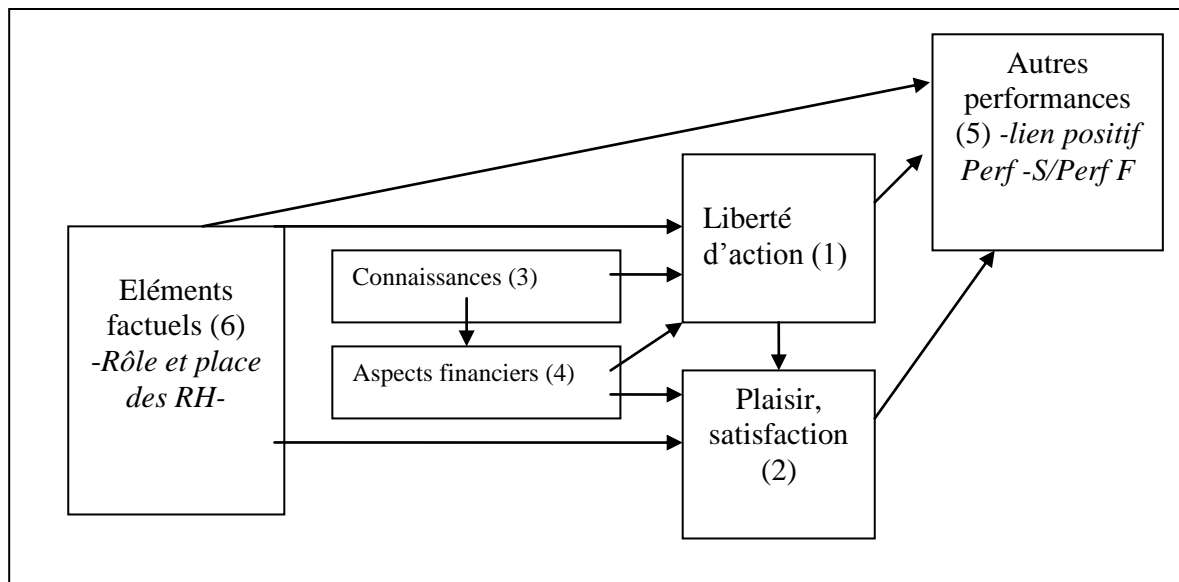 Eléments
factuels (6)
-Rôle et place
des RH-
Connaissances (3)
Aspects financiers (4)
Liberté
d’action (1)
Plaisir,
satisfaction
(2)
Autres
performances
(5) -lien positif
Perf -S/Perf F